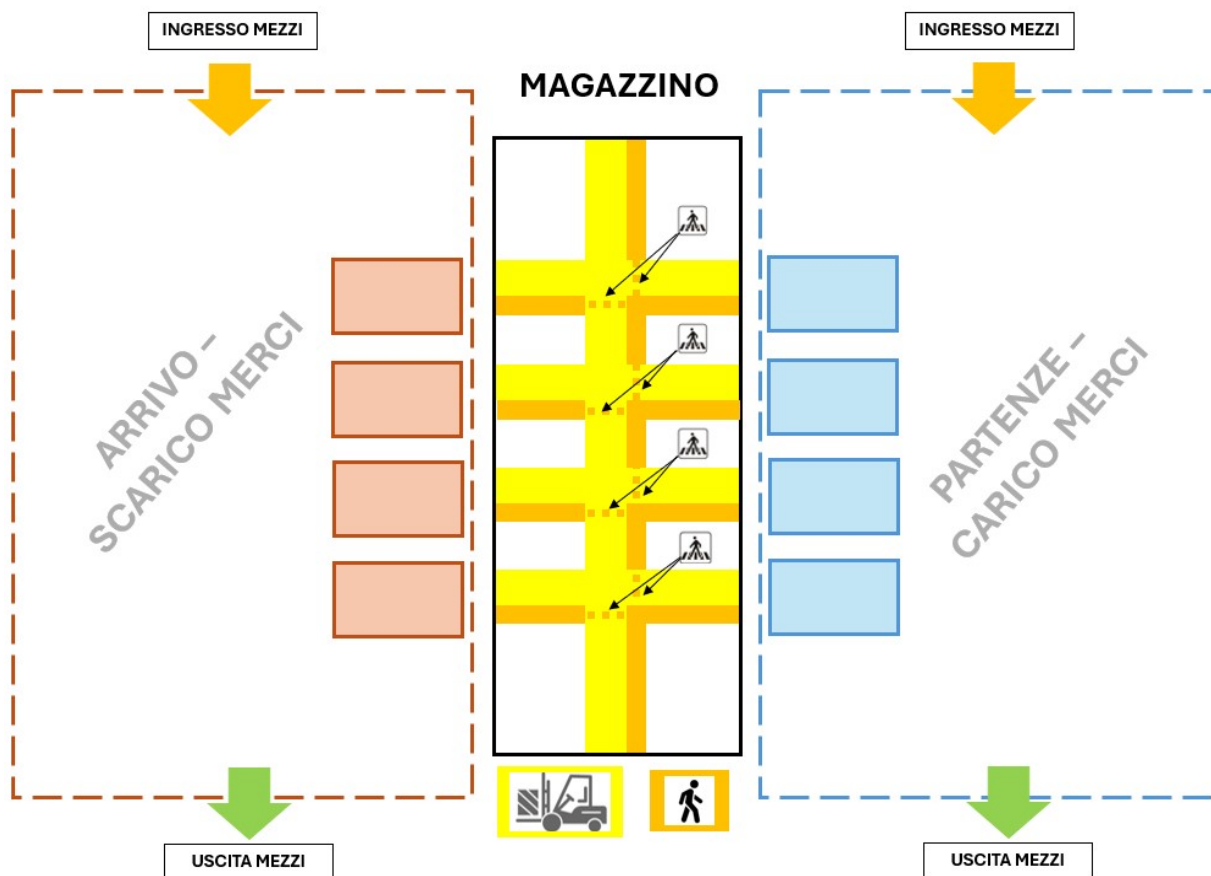 INGRESSO MEZZI
INGRESSO MEZZI
MAGAZZINO
ARRIVO –
SCARICO MERCI
PARTENZE –
CARICO MERCI
USCITA MEZZI
USCITA MEZZI